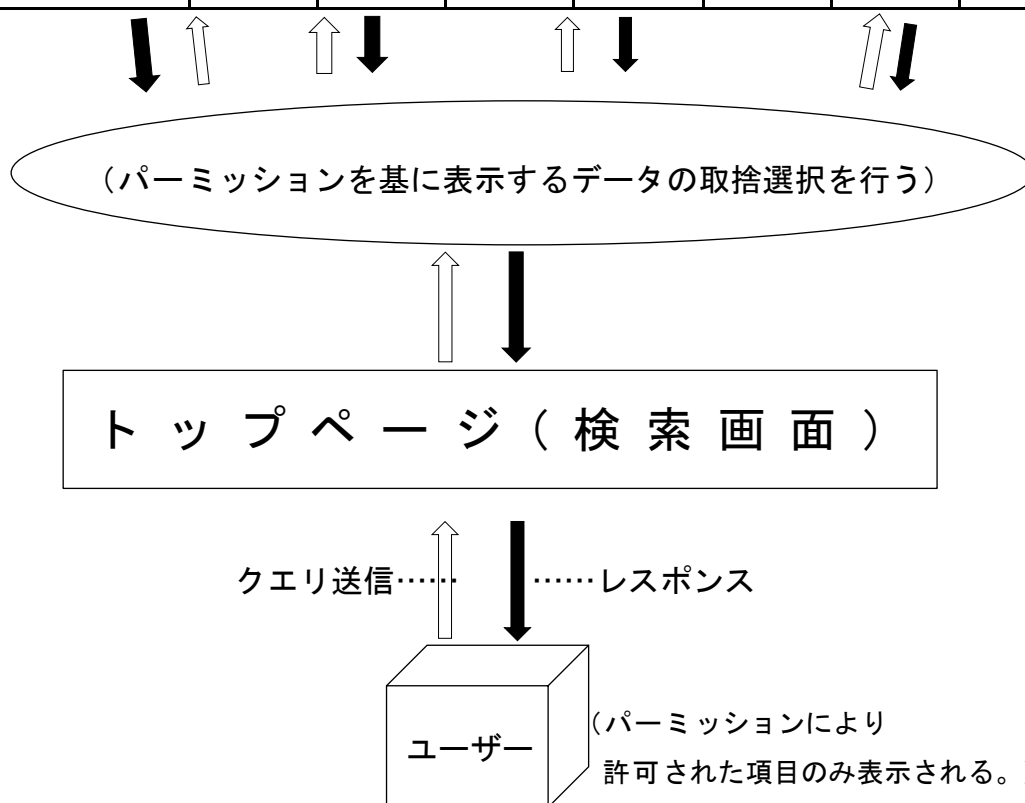 (パーミッションを基に表示するデータの取捨選択を行う)
トップページ(検索画面)
クエリ送信…… ……レスポンス
ユーザー
(パーミッションにより
許可された項目のみ表示される。